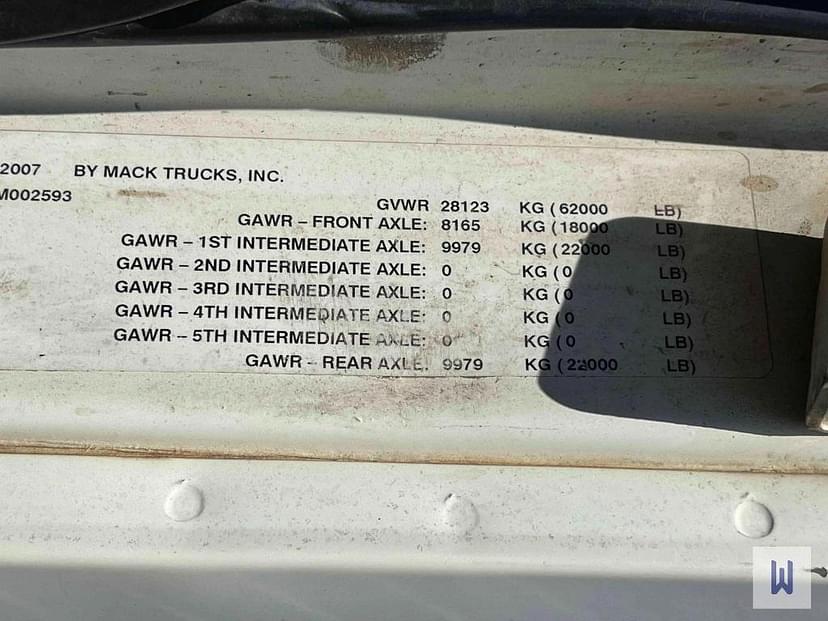 2007 BY MACK TRUCKS, INC.
M002593
GVWR 28123 KG ( 62000 LB)
GAWR – FRONT AXLE: 8165 KG ( 18000 LB)
GAWR – 1ST INTERMEDIATE AXLE: 9979 KG ( 22000 LB)
GAWR – 2ND INTERMEDIATE AXLE: 0 KG ( 0 LB)
GAWR – 3RD INTERMEDIATE AXLE: 0 KG ( 0 LB)
GAWR – 4TH INTERMEDIATE AXLE: 0 KG ( 0 LB)
GAWR – 5TH INTERMEDIATE AXLE: 0 KG ( 0 LB)
GAWR – REAR AXLE: 9979 KG ( 22000 LB)
W